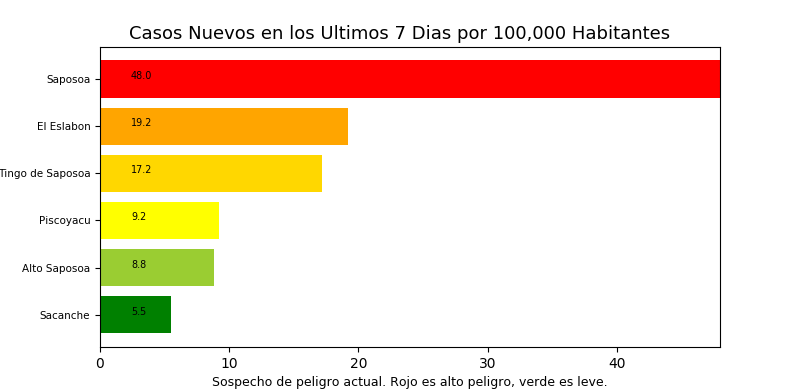 Casos Nuevos en los Ultimos 7 Dias por 100,000 Habitantes
Saposoa 48.0
El Eslabon 19.2
Tingo de Saposoa 17.2
Piscoyacu 9.2
Alto Saposoa 8.8
Sacanche 5.5
0 10 20 30 40
Sospecho de peligro actual. Rojo es alto peligro, verde es leve.